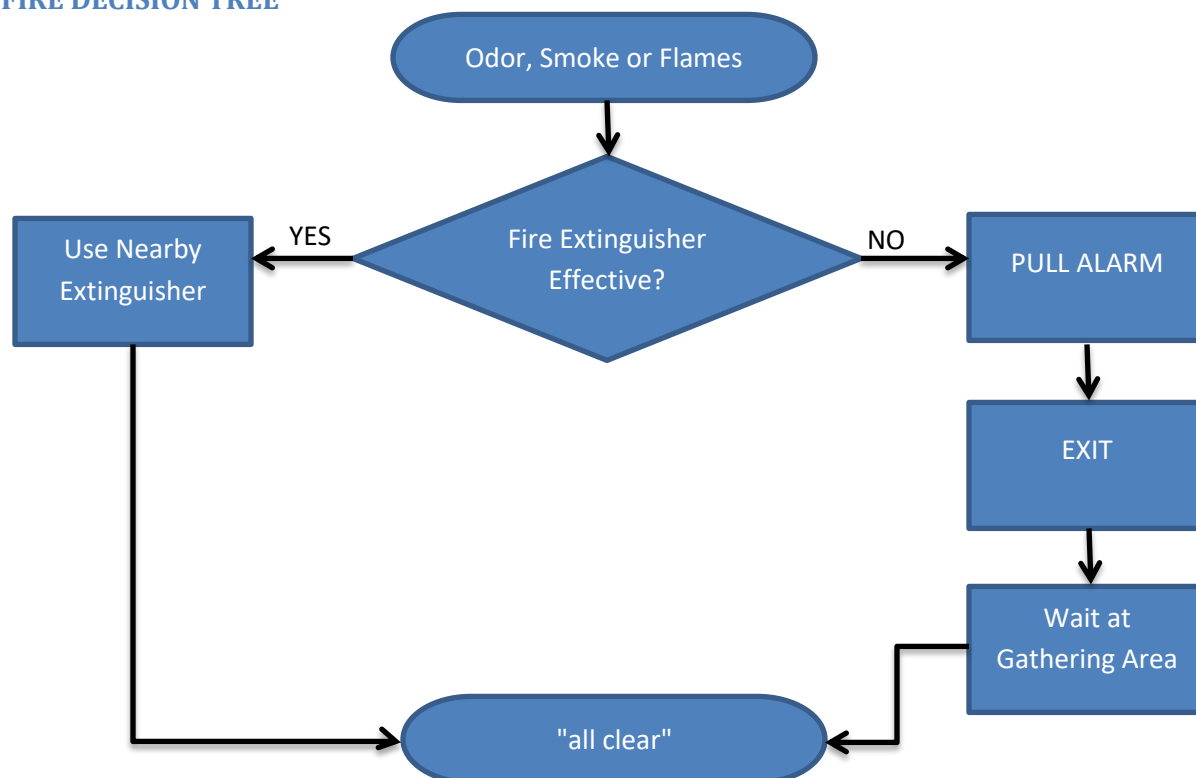 FIRE DECISION TREE
Odor, Smoke or Flames
YES
Fire Extinguisher
Effective?
NO
Use Nearby
Extinguisher
PULL ALARM
EXIT
Wait at
Gathering Area
"all clear"